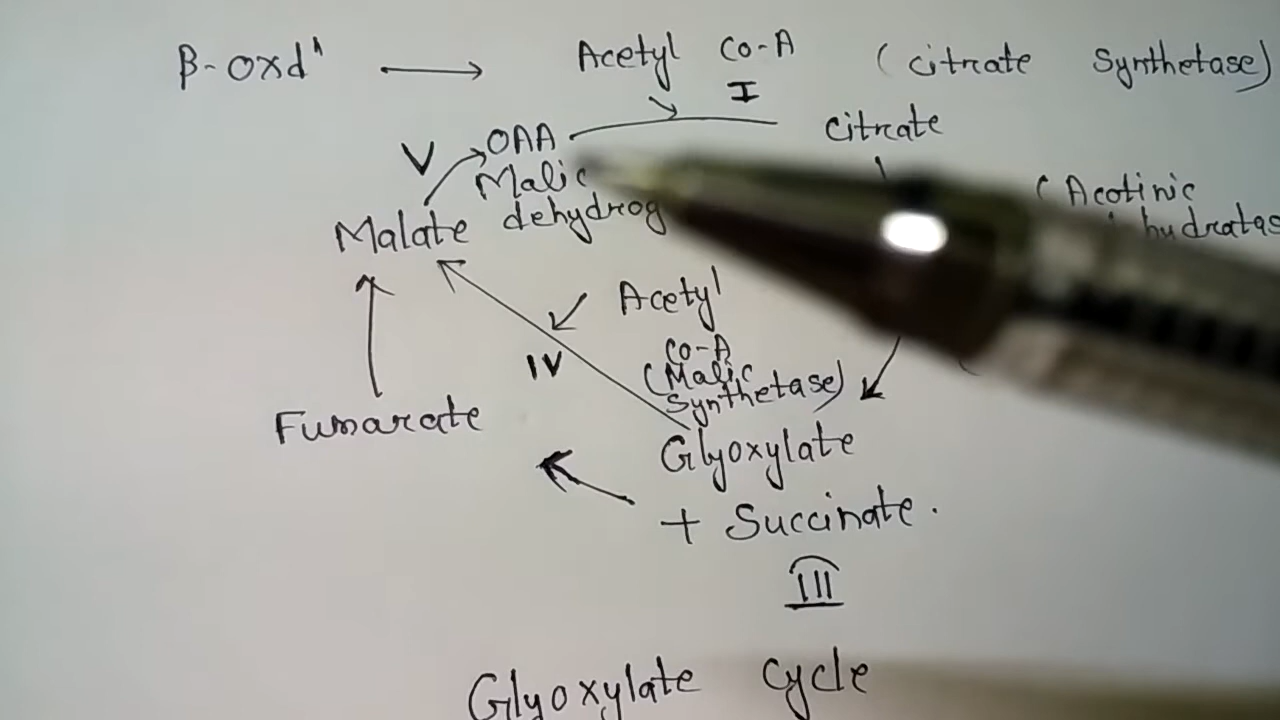 β-oxdⁿ → Acetyl CO-A (citrate Synthetase)
I
OAA
citrate
V
Malic
dehydrog
(Acotinic
hydratas
Malate
Acetyl
CO-A
(Malic
Synthetase)
IV
Fumarate
Glyoxylate
+ Succinate.
III
Glyoxylate cycle